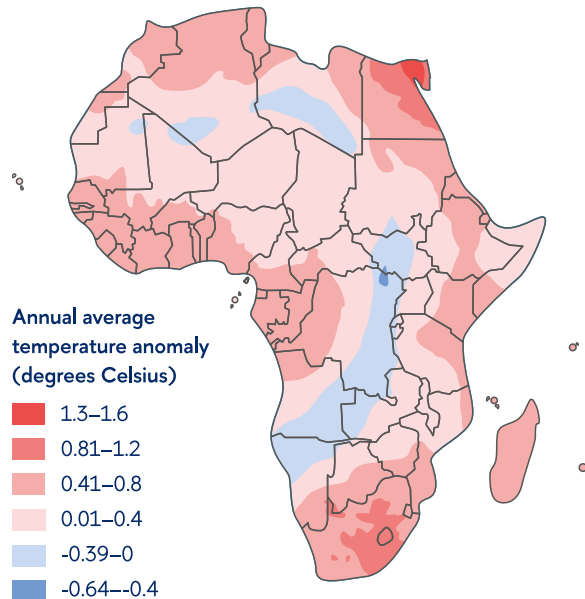 Annual average
temperature anomaly
(degrees Celsius)
1.3–1.6
0.81–1.2
0.41–0.8
0.01–0.4
-0.39–0
-0.64–-0.4